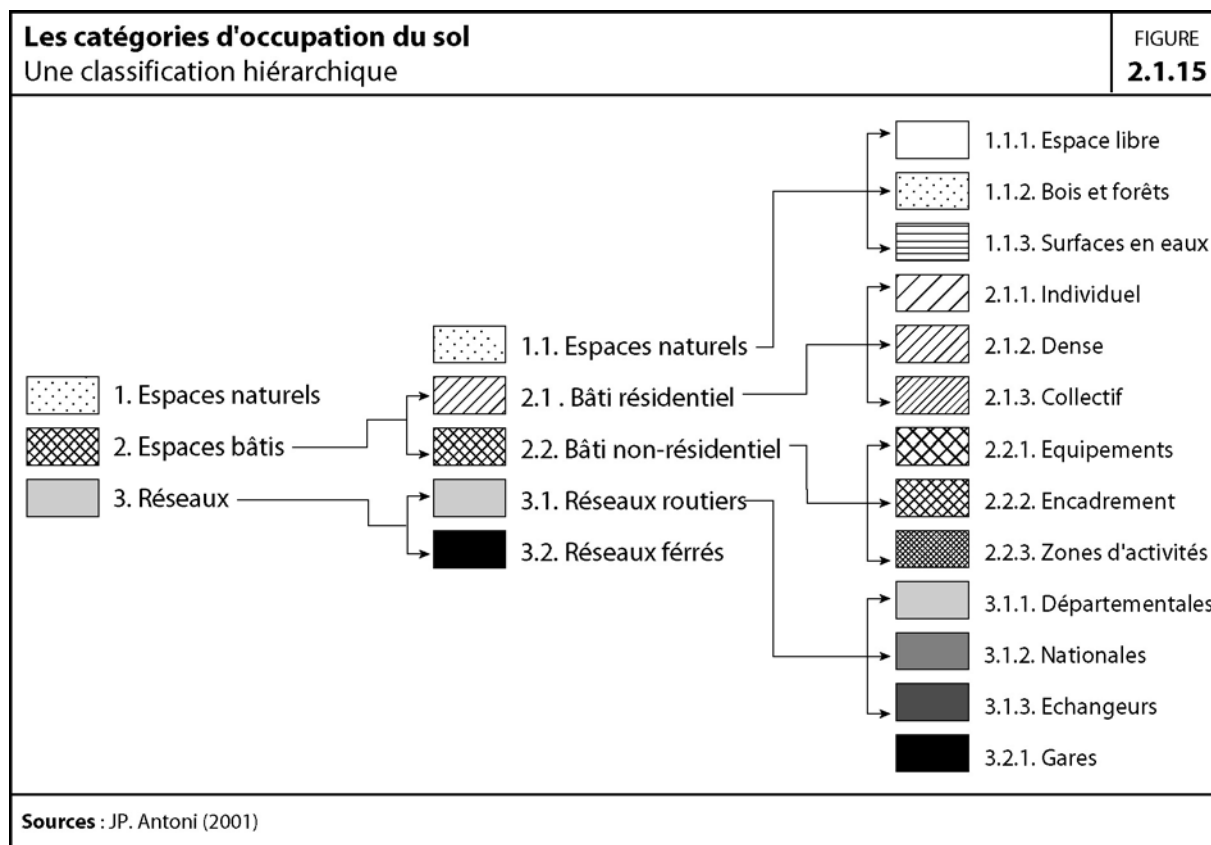 Les catégories d'occupation du sol
Une classification hiérarchique
FIGURE
2.1.15
1. Espaces naturels
2. Espaces bâtis
3. Réseaux
1.1. Espaces naturels
2.1 . Bâti résidentiel
2.2. Bâti non-résidentiel
3.1. Réseaux routiers
3.2. Réseaux férrés
1.1.1. Espace libre
1.1.2. Bois et forêts
1.1.3. Surfaces en eaux
2.1.1. Individuel
2.1.2. Dense
2.1.3. Collectif
2.2.1. Equipements
2.2.2. Encadrement
2.2.3. Zones d'activités
3.1.1. Départementales
3.1.2. Nationales
3.1.3. Echangeurs
3.2.1. Gares
Sources : JP. Antoni (2001)